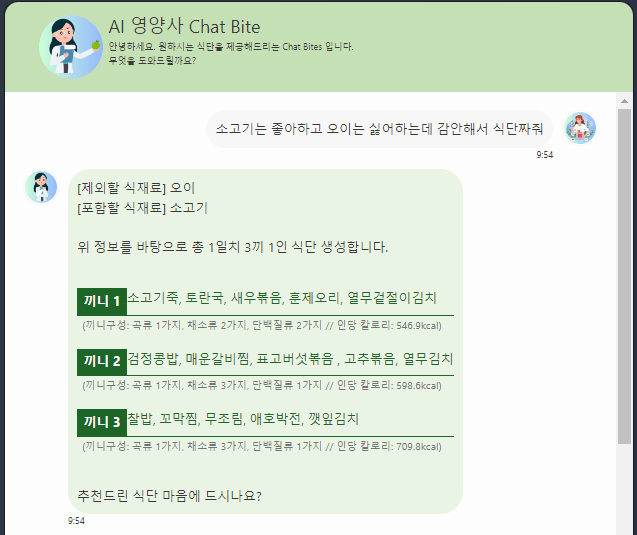 AI 영양사 Chat Bite
안녕하세요. 원하시는 식단을 제공해드리는 Chat Bites 입니다.
무엇을 도와드릴까요?
소고기는 좋아하고 오이는 싫어하는데 감안해서 식단짜줘
9:54
[제외할 식재료] 오이
[포함할 식재료] 소고기
위 정보를 바탕으로 총 1일치 3끼 1인 식단 생성합니다.
끼니 1 소고기죽, 토란국, 새우볶음, 훈제오리, 열무겉절이김치
(끼니구성: 곡류 1가지, 채소류 2가지, 단백질류 2가지 // 인당 칼로리: 546.9kcal)
끼니 2 검정콩밥, 매운갈비찜, 표고버섯볶음 , 고추볶음, 열무김치
(끼니구성: 곡류 1가지, 채소류 3가지, 단백질류 1가지 // 인당 칼로리: 598.6kcal)
끼니 3 찰밥, 꼬막찜, 무조림, 애호박전, 깻잎김치
(끼니구성: 곡류 1가지, 채소류 3가지, 단백질류 1가지 // 인당 칼로리: 709.8kcal)
추천드린 식단 마음에 드시나요?
9:54